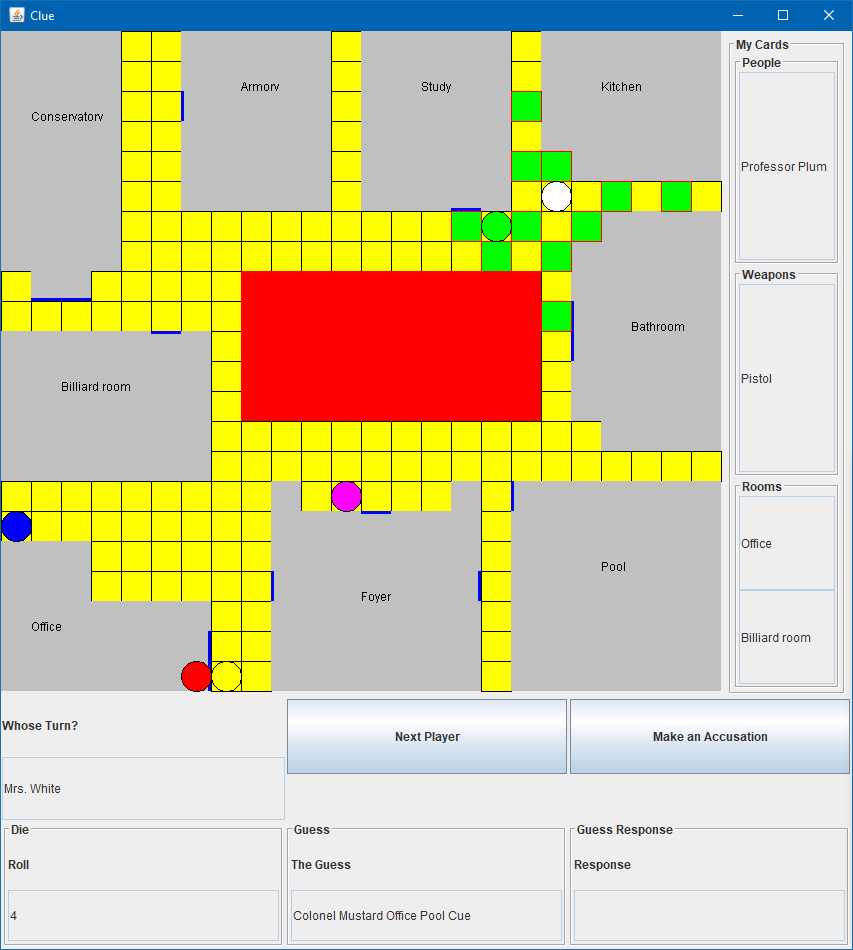 Clue
My Cards
People
Conservatory
Armory
Study
Kitchen
Professor Plum
Weapons
Bathroom
Pistol
Billiard room
Rooms
Office
Pool
Foyer
Office
Billiard room
Whose Turn?
Next Player
Make an Accusation
Mrs. White
Die
Guess
Guess Response
Roll
The Guess
Response
4
Colonel Mustard Office Pool Cue